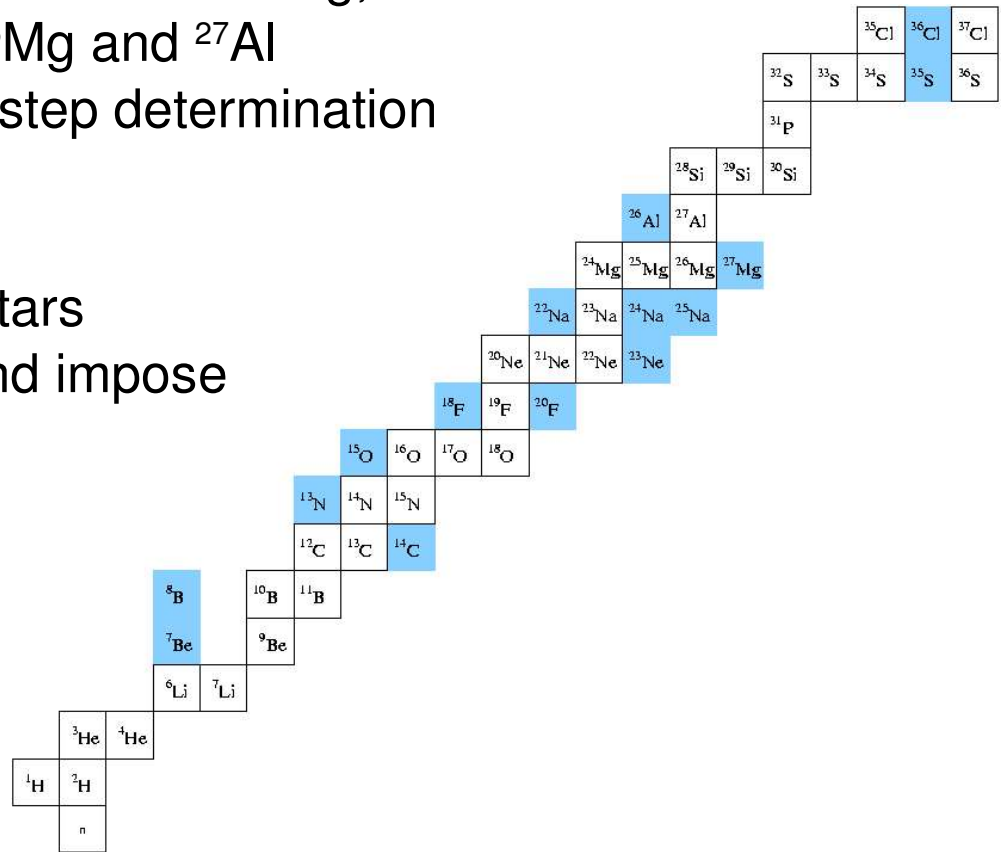 Mg and ²⁷Al
step determination
tars
nd impose
³⁵Cl ³⁶Cl ³⁷Cl
³²S ³³S ³⁴S ³⁵S ³⁶S
³¹P
²⁸Si ²⁹Si ³⁰Si
²⁶Al ²⁷Al
²⁴Mg ²⁵Mg ²⁶Mg ²⁷Mg
²²Na ²³Na ²⁴Na ²⁵Na
²⁰Ne ²¹Ne ²²Ne ²³Ne
¹⁸F ¹⁹F ²⁰F
¹⁵O ¹⁶O ¹⁷O ¹⁸O
¹³N ¹⁴N ¹⁵N
¹²C ¹³C ¹⁴C
⁸B ¹⁰B ¹¹B
⁷Be ⁹Be
⁶Li ⁷Li
³He ⁴He
¹H ²H
n